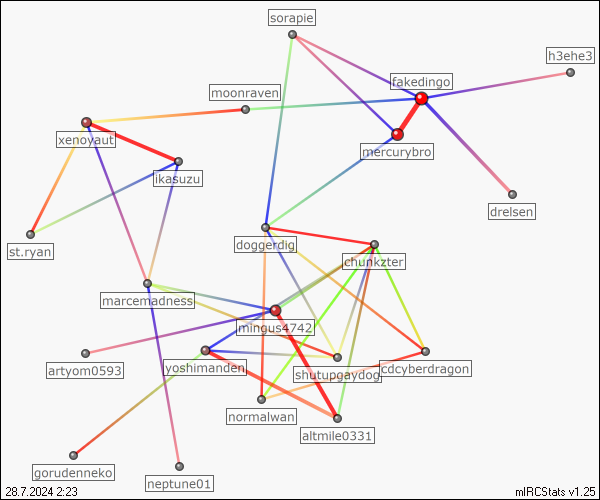 sorapie
h3ehe3
fakedingo
moonraven
xenoyaut
mercurybro
ikasuzu
drelsen
st.ryan
doggerdig
chunkzter
marcemadness
mingus4742
artyom0593
yoshimanden
shutupgaydog
cdcyberdragon
normalwan
altmile0331
gorudenneko
neptune01
28.7.2024 2:23
mIRCStats v1.25